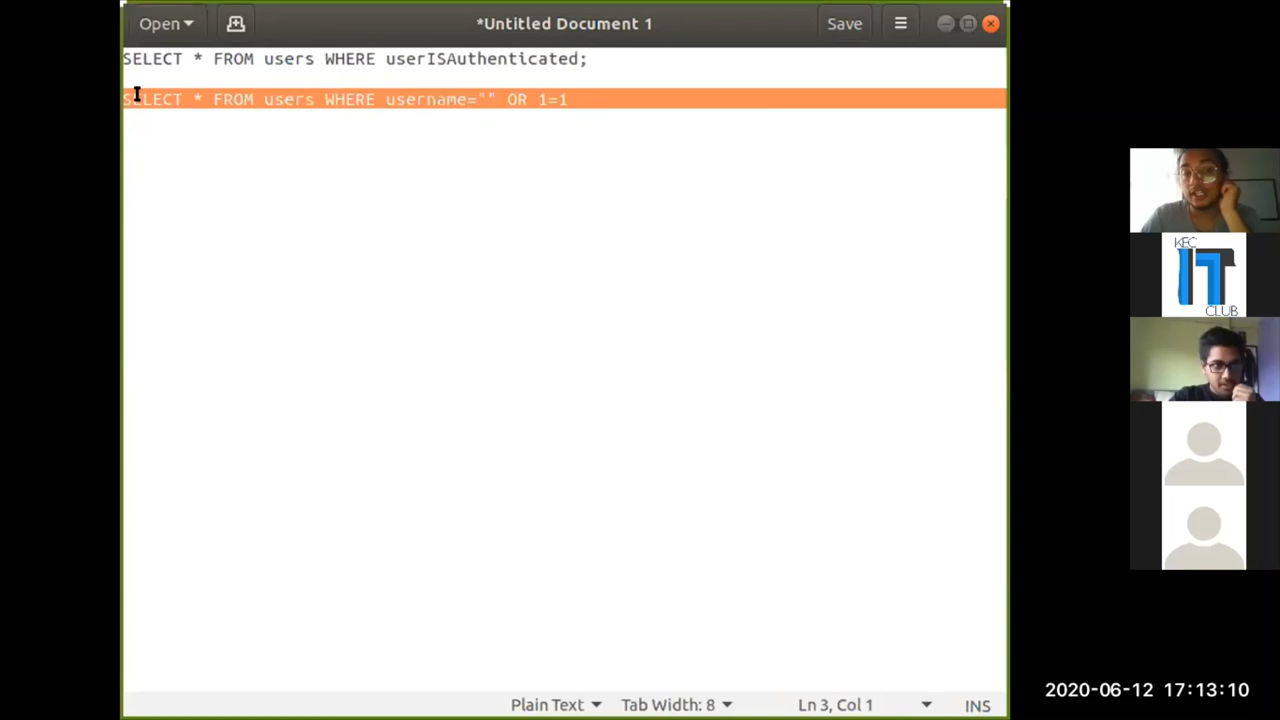 Open
*Untitled Document 1
Save
SELECT * FROM users WHERE userISAuthenticated;
SELECT * FROM users WHERE username="" OR 1=1
KEC
IT
CLUB
Plain Text
Tab Width: 8
Ln 3, Col 1
INS
2020-06-12 17:13:10